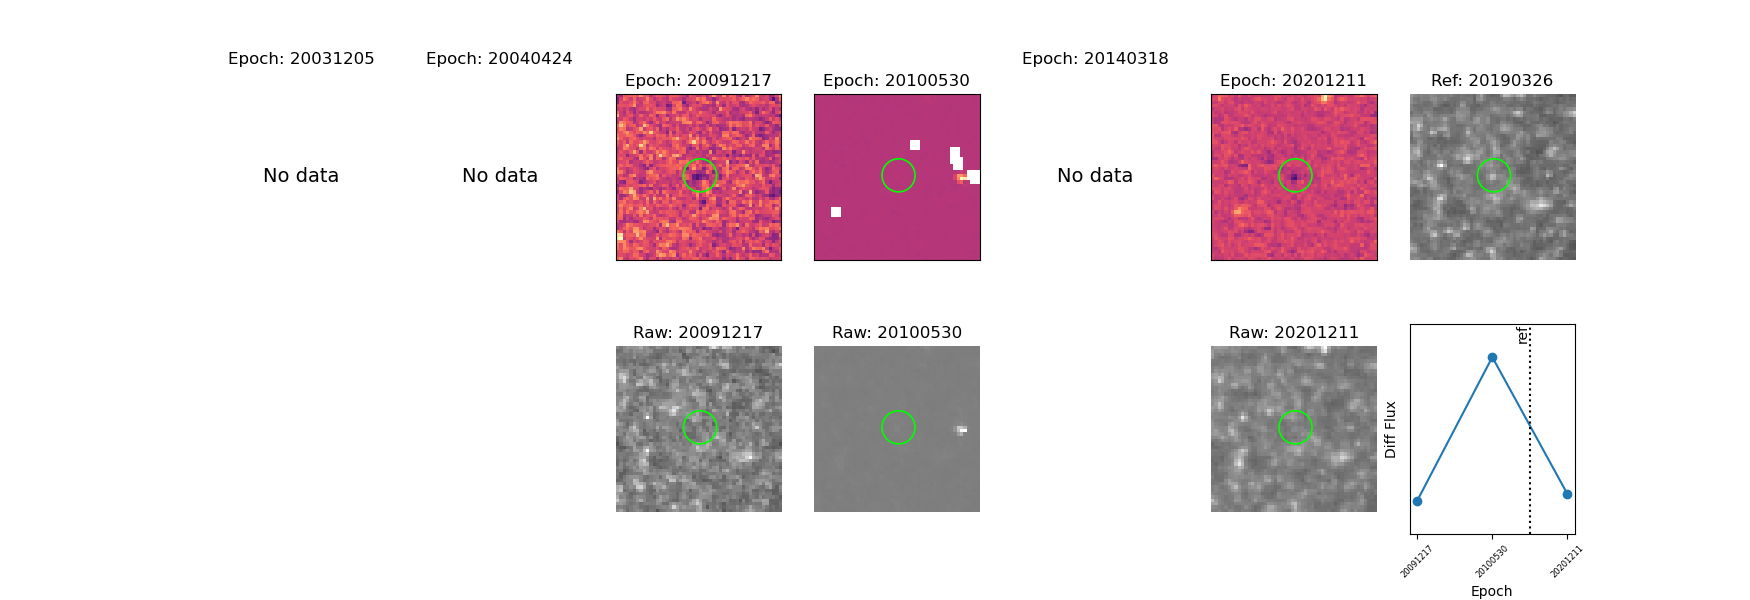 Epoch: 20031205
Epoch: 20040424
Epoch: 20140318
Epoch: 20091217
Epoch: 20100530
Epoch: 20201211
Ref: 20190326
No data
No data
No data
Raw: 20091217
Raw: 20100530
Raw: 20201211
ref
Diff Flux
20091217
20100530
20201211
Epoch